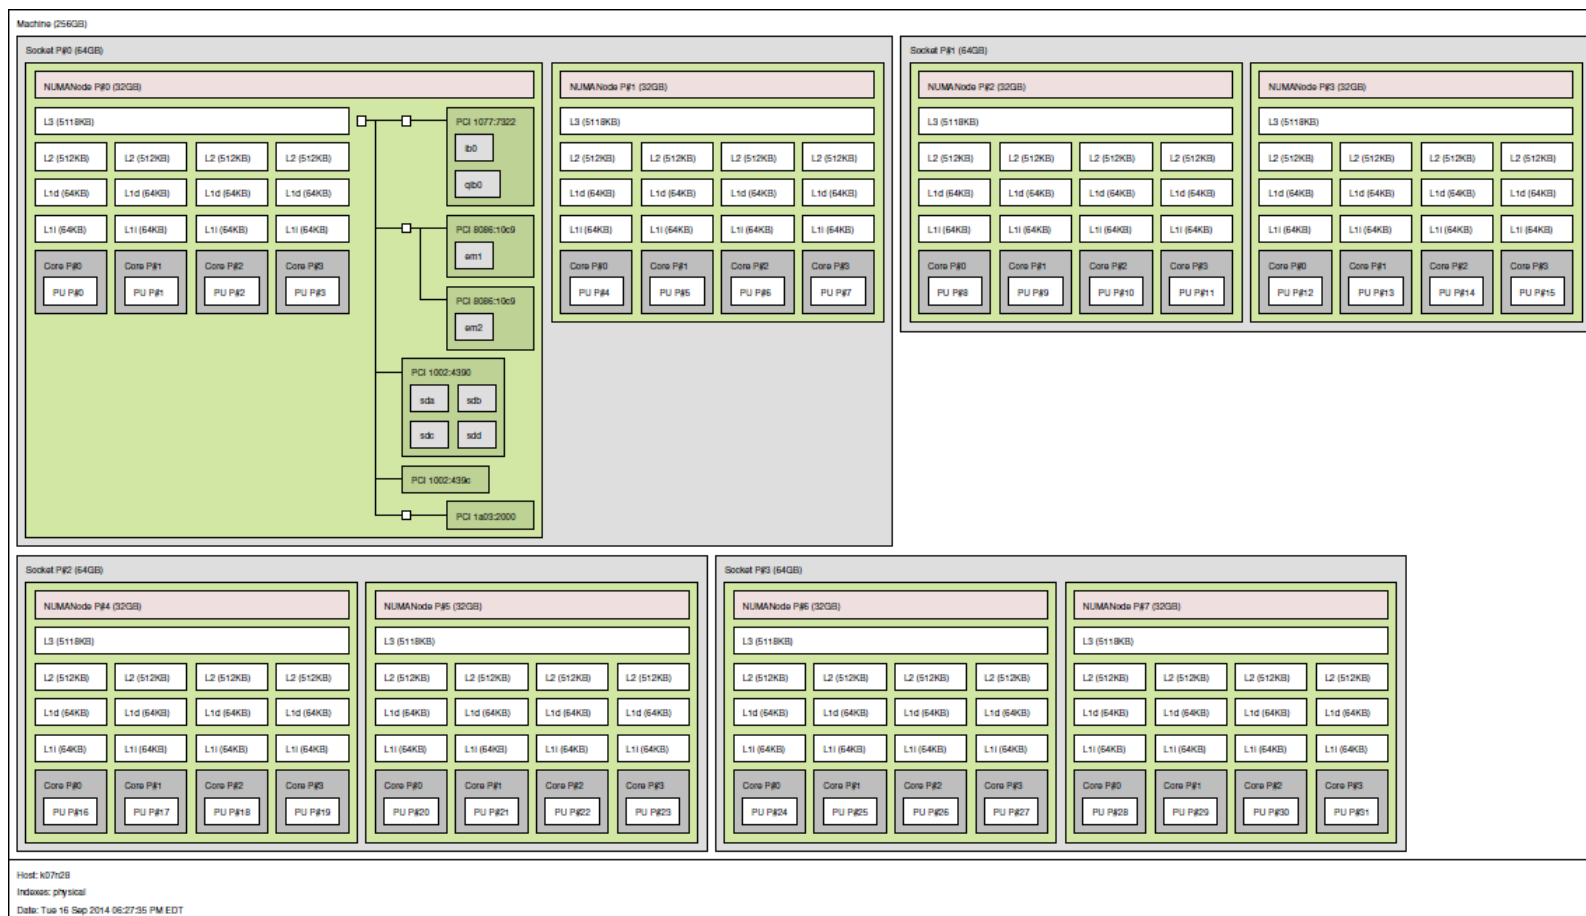 Machine (256GB)
Socket P#0 (64GB)
NUMANode P#0 (32GB)
L3 (5118KB)
L2 (512KB) L2 (512KB) L2 (512KB) L2 (512KB)
L1d (64KB) L1d (64KB) L1d (64KB) L1d (64KB)
L1i (64KB) L1i (64KB) L1i (64KB) L1i (64KB)
Core P#0 Core P#1 Core P#2 Core P#3
PU P#0 PU P#1 PU P#2 PU P#3
PCI 1077:7322
ib0
qib0
PCI 8086:10c9
em1
PCI 8086:10c9
em2
PCI 1002:4390
sda sdb
sdc sdd
PCI 1002:439c
PCI 1a03:2000
NUMANode P#1 (32GB)
L3 (5118KB)
L2 (512KB) L2 (512KB) L2 (512KB) L2 (512KB)
L1d (64KB) L1d (64KB) L1d (64KB) L1d (64KB)
L1i (64KB) L1i (64KB) L1i (64KB) L1i (64KB)
Core P#0 Core P#1 Core P#2 Core P#3
PU P#4 PU P#5 PU P#6 PU P#7
Socket P#1 (64GB)
NUMANode P#2 (32GB)
L3 (5118KB)
L2 (512KB) L2 (512KB) L2 (512KB) L2 (512KB)
L1d (64KB) L1d (64KB) L1d (64KB) L1d (64KB)
L1i (64KB) L1i (64KB) L1i (64KB) L1i (64KB)
Core P#0 Core P#1 Core P#2 Core P#3
PU P#8 PU P#9 PU P#10 PU P#11
NUMANode P#3 (32GB)
L3 (5118KB)
L2 (512KB) L2 (512KB) L2 (512KB) L2 (512KB)
L1d (64KB) L1d (64KB) L1d (64KB) L1d (64KB)
L1i (64KB) L1i (64KB) L1i (64KB) L1i (64KB)
Core P#0 Core P#1 Core P#2 Core P#3
PU P#12 PU P#13 PU P#14 PU P#15
Socket P#2 (64GB)
NUMANode P#4 (32GB)
L3 (5118KB)
L2 (512KB) L2 (512KB) L2 (512KB) L2 (512KB)
L1d (64KB) L1d (64KB) L1d (64KB) L1d (64KB)
L1i (64KB) L1i (64KB) L1i (64KB) L1i (64KB)
Core P#0 Core P#1 Core P#2 Core P#3
PU P#16 PU P#17 PU P#18 PU P#19
NUMANode P#5 (32GB)
L3 (5118KB)
L2 (512KB) L2 (512KB) L2 (512KB) L2 (512KB)
L1d (64KB) L1d (64KB) L1d (64KB) L1d (64KB)
L1i (64KB) L1i (64KB) L1i (64KB) L1i (64KB)
Core P#0 Core P#1 Core P#2 Core P#3
PU P#20 PU P#21 PU P#22 PU P#23
Socket P#3 (64GB)
NUMANode P#6 (32GB)
L3 (5118KB)
L2 (512KB) L2 (512KB) L2 (512KB) L2 (512KB)
L1d (64KB) L1d (64KB) L1d (64KB) L1d (64KB)
L1i (64KB) L1i (64KB) L1i (64KB) L1i (64KB)
Core P#0 Core P#1 Core P#2 Core P#3
PU P#24 PU P#25 PU P#26 PU P#27
NUMANode P#7 (32GB)
L3 (5118KB)
L2 (512KB) L2 (512KB) L2 (512KB) L2 (512KB)
L1d (64KB) L1d (64KB) L1d (64KB) L1d (64KB)
L1i (64KB) L1i (64KB) L1i (64KB) L1i (64KB)
Core P#0 Core P#1 Core P#2 Core P#3
PU P#28 PU P#29 PU P#30 PU P#31
Host: k07n28
Indexes: physical
Date: Tue 16 Sep 2014 06:27:35 PM EDT